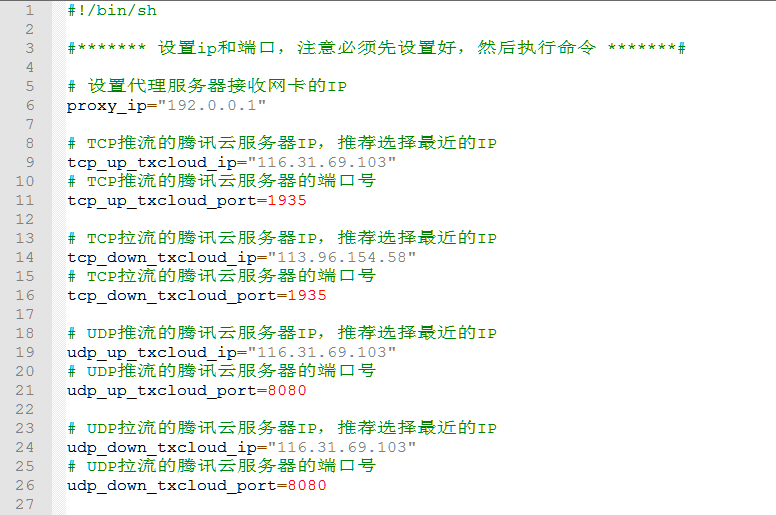 1 #!/bin/sh
2
3 #******* 设置ip和端口，注意必须先设置好，然后执行命令 *******#
4
5 # 设置代理服务器接收网卡的IP
6 proxy_ip="192.0.0.1"
7
8 # TCP推流的腾讯云服务器IP，推荐选择最近的IP
9 tcp_up_txcloud_ip="116.31.69.103"
10 # TCP推流的腾讯云服务器的端口号
11 tcp_up_txcloud_port=1935
12
13 # TCP拉流的腾讯云服务器IP，推荐选择最近的IP
14 tcp_down_txcloud_ip="113.96.154.58"
15 # TCP拉流的腾讯云服务器的端口号
16 tcp_down_txcloud_port=1935
17
18 # UDP推流的腾讯云服务器IP，推荐选择最近的IP
19 udp_up_txcloud_ip="116.31.69.103"
20 # UDP推流的腾讯云服务器的端口号
21 udp_up_txcloud_port=8080
22
23 # UDP拉流的腾讯云服务器IP，推荐选择最近的IP
24 udp_down_txcloud_ip="116.31.69.103"
25 # UDP拉流的腾讯云服务器的端口号
26 udp_down_txcloud_port=8080
27